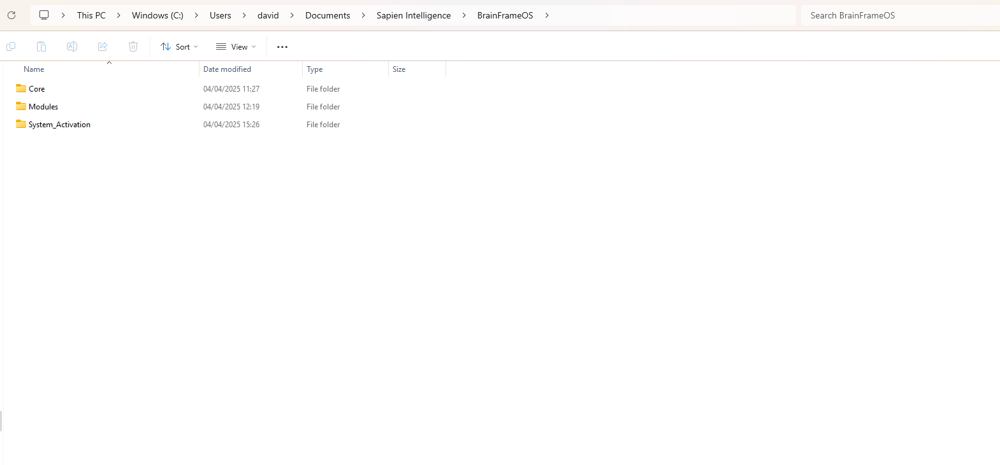 This PC > Windows (C:) > Users > david > Documents > Sapien Intelligence > BrainFrameOS > Search BrainFrameOS
Sort View
Name Date modified Type Size
Core 04/04/2025 11:27 File folder
Modules 04/04/2025 12:19 File folder
System_Activation 04/04/2025 15:26 File folder